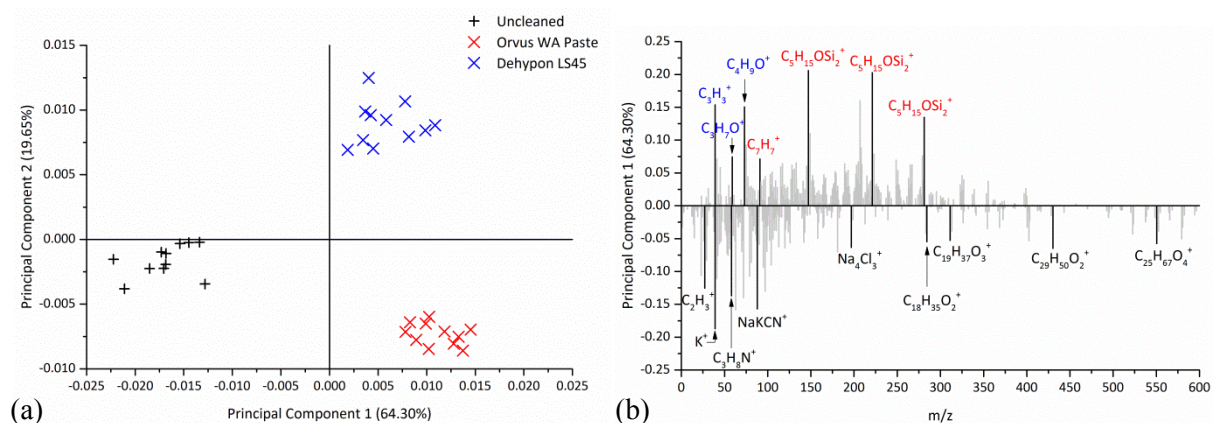 Uncleaned
Orvus WA Paste
Dehypon LS45
0.015
0.010
0.005
0.000
-0.005
-0.010
Principal Component 2 (19.65%)
-0.025 -0.020 -0.015 -0.010 -0.005 0.000 0.005 0.010 0.015 0.020 0.025
Principal Component 1 (64.30%)
(a)
0.25
0.20
0.15
0.10
0.05
0.00
-0.05
-0.10
-0.15
-0.20
-0.25
Principal Component 1 (64.30%)
C₄H₉O⁺
C₅H₁₅OSi₂⁺
C₅H₁₅OSi₂⁺
C₃H₃⁺
C₅H₁₅OSi₂⁺
C₃H₇O⁺
C₇H₇⁺
C₂H₃⁺
K⁺
C₃H₈N⁺
NaKCN⁺
Na₄Cl₃⁺
C₁₉H₃₇O₃⁺
C₁₈H₃₅O₂⁺
C₂₉H₅₀O₂⁺
C₂₅H₆₇O₄⁺
0 50 100 150 200 250 300 350 400 450 500 550 600
m/z
(b)